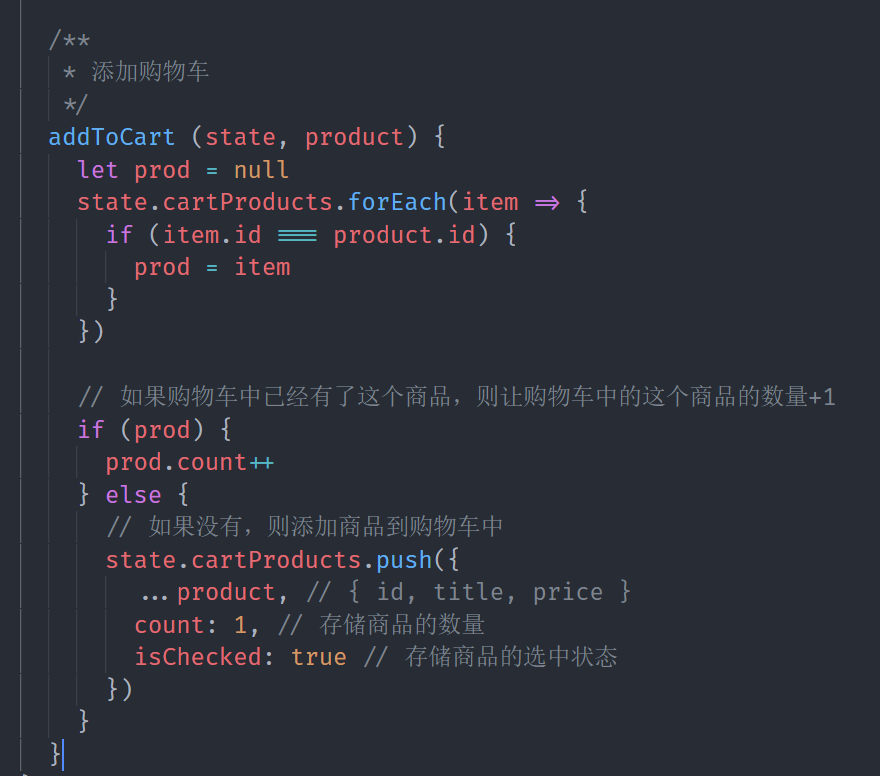 /**
 * 添加购物车
 */
addToCart (state, product) {
  let prod = null
  state.cartProducts.forEach(item => {
    if (item.id === product.id) {
      prod = item
    }
  })

  // 如果购物车中已经有了这个商品，则让购物车中的这个商品的数量+1
  if (prod) {
    prod.count++
  } else {
    // 如果没有，则添加商品到购物车中
    state.cartProducts.push({
      ...product, // { id, title, price }
      count: 1, // 存储商品的数量
      isChecked: true // 存储商品的选中状态
    })
  }
}